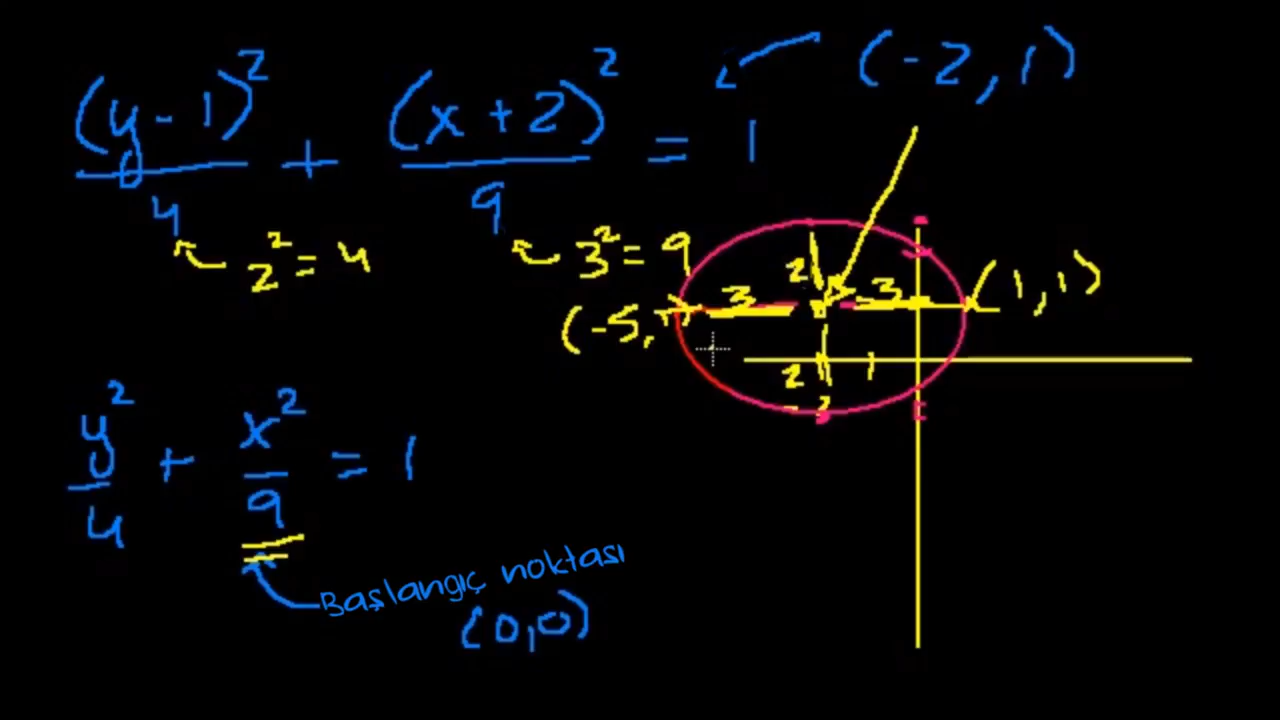 (y - 1)² / 4 + (x + 2)² / 9 = 1
(-2, 1)
2² = 4
3² = 9
(-5,
3
2
3
(1, 1)
2
1
y² / 4 + x² / 9 = 1
Başlangıç noktası
(0,0)